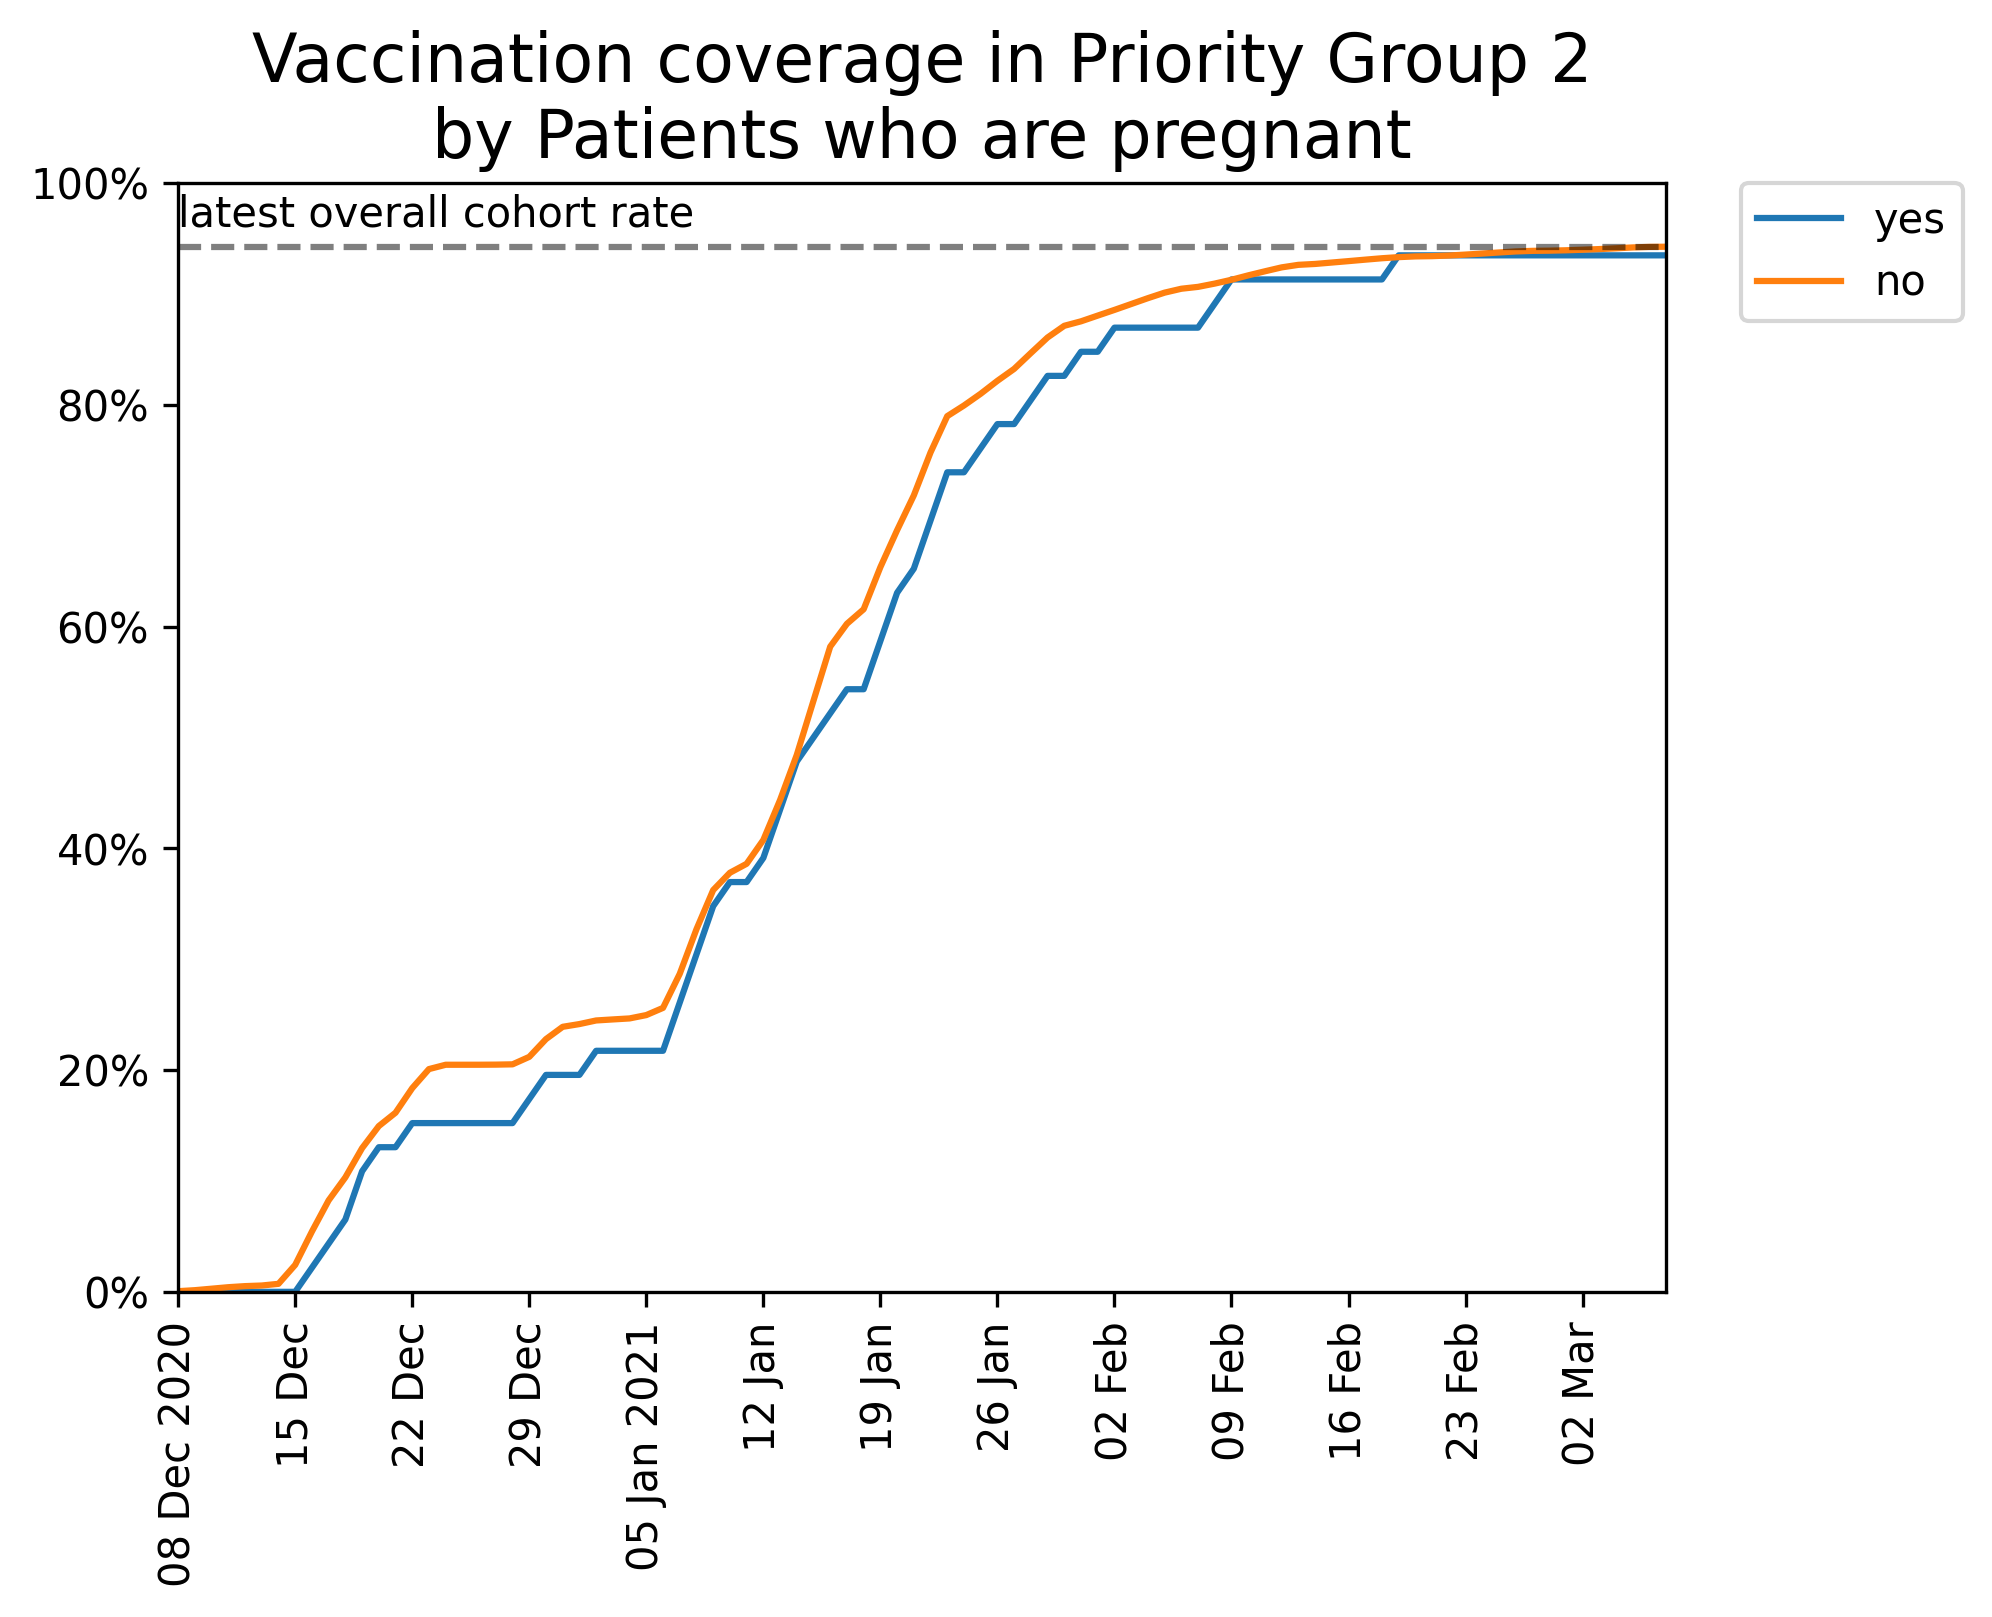 Vaccination coverage in Priority Group 2
by Patients who are pregnant
100%
latest overall cohort rate
yes
no
80%
60%
40%
20%
0%
08 Dec 2020
15 Dec
22 Dec
29 Dec
05 Jan 2021
12 Jan
19 Jan
26 Jan
02 Feb
09 Feb
16 Feb
23 Feb
02 Mar